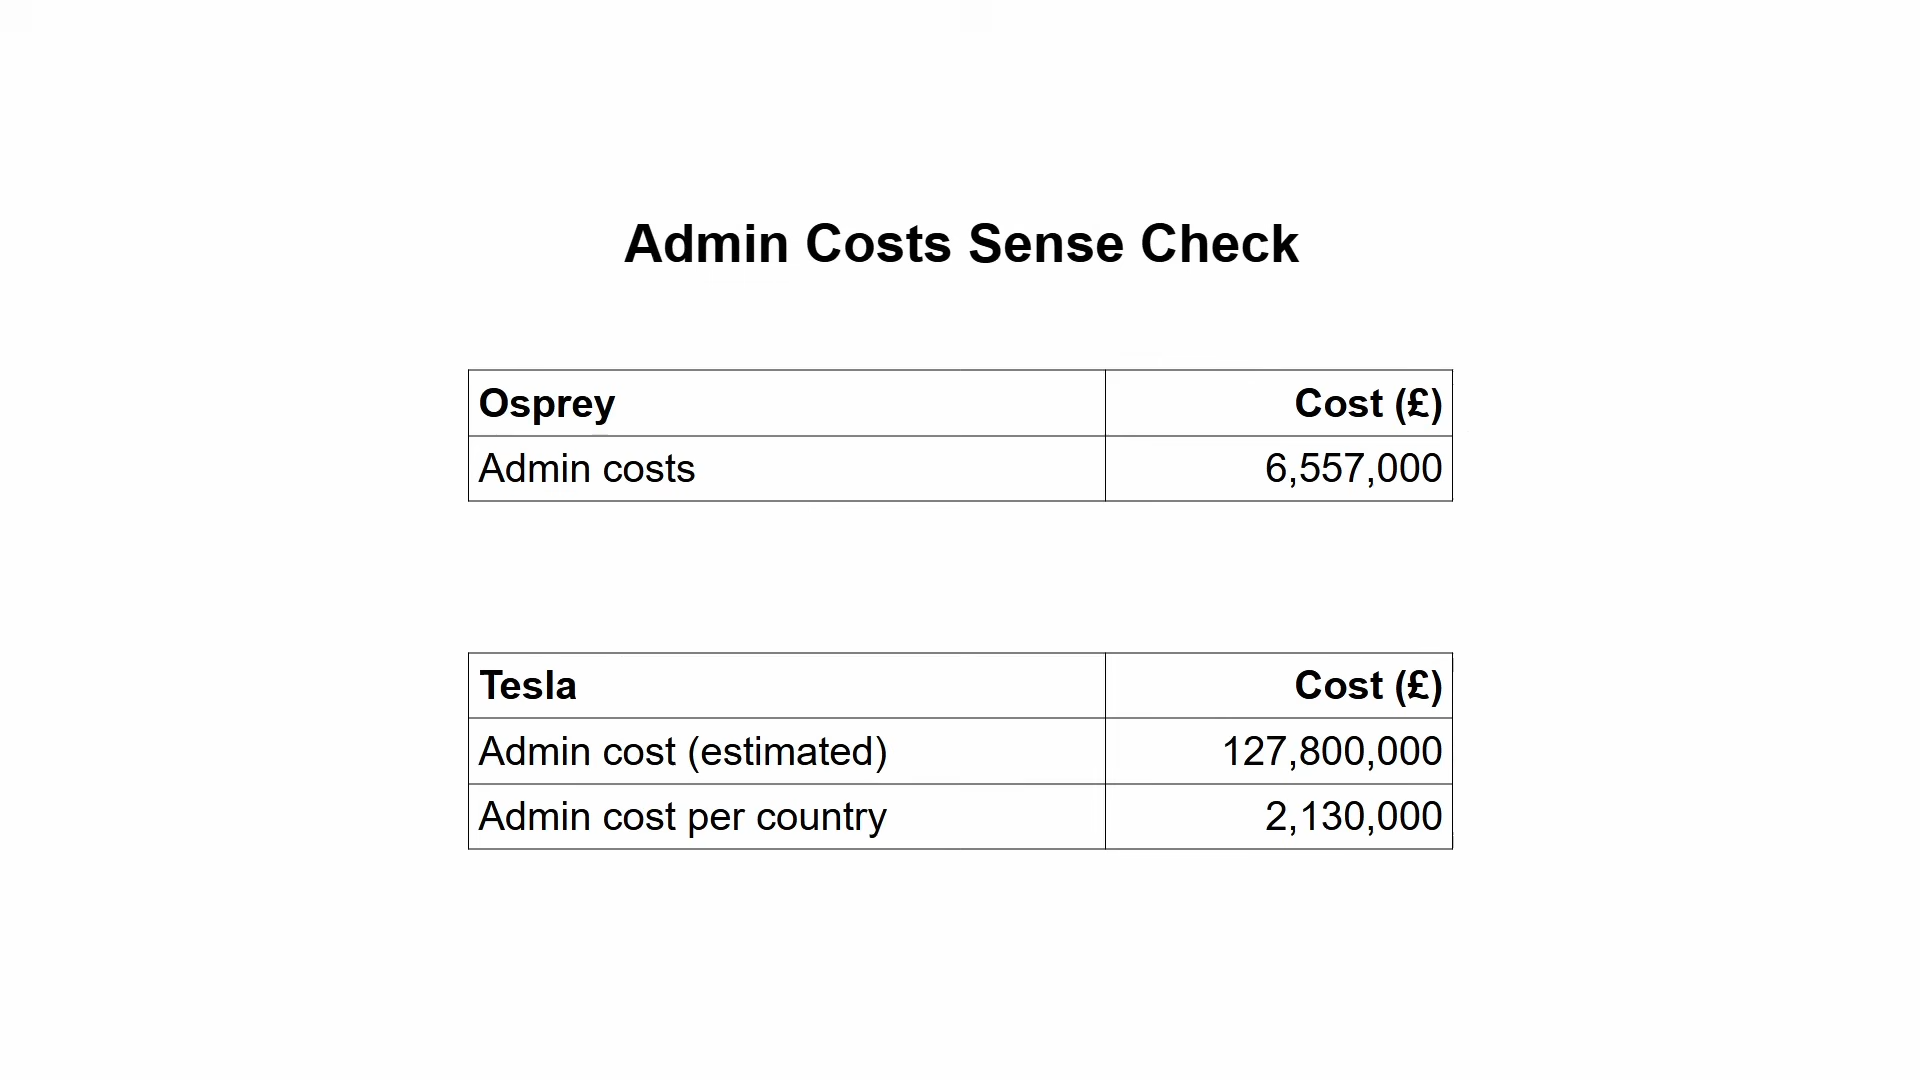 Admin Costs Sense Check
Osprey Cost (£)
Admin costs 6,557,000
Tesla Cost (£)
Admin cost (estimated) 127,800,000
Admin cost per country 2,130,000